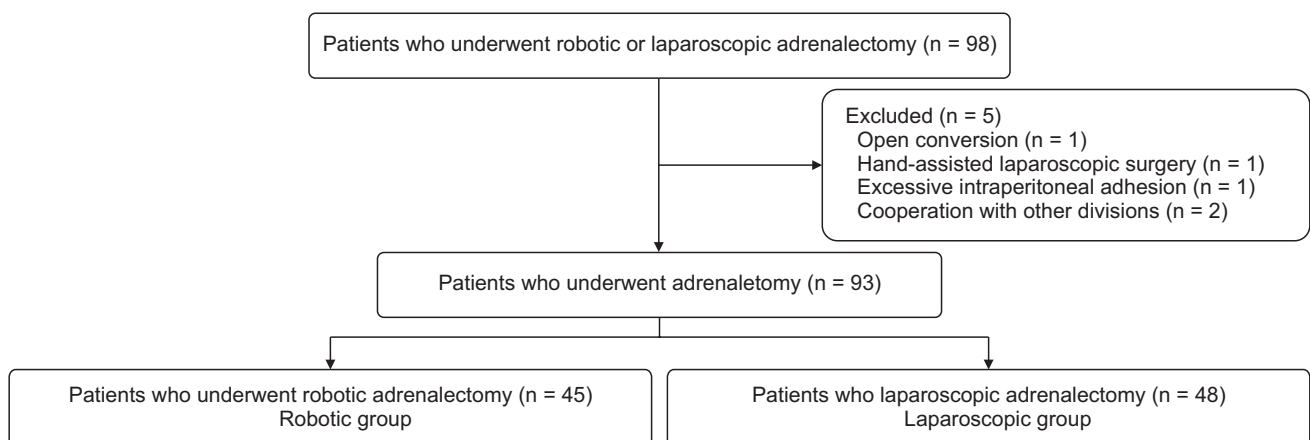 Patients who underwent robotic or laparoscopic adrenalectomy (n = 98)
Excluded (n = 5)
Open conversion (n = 1)
Hand-assisted laparoscopic surgery (n = 1)
Excessive intraperitoneal adhesion (n = 1)
Cooperation with other divisions (n = 2)
Patients who underwent adrenaletomy (n = 93)
Patients who underwent robotic adrenalectomy (n = 45)
Robotic group
Patients who laparoscopic adrenalectomy (n = 48)
Laparoscopic group